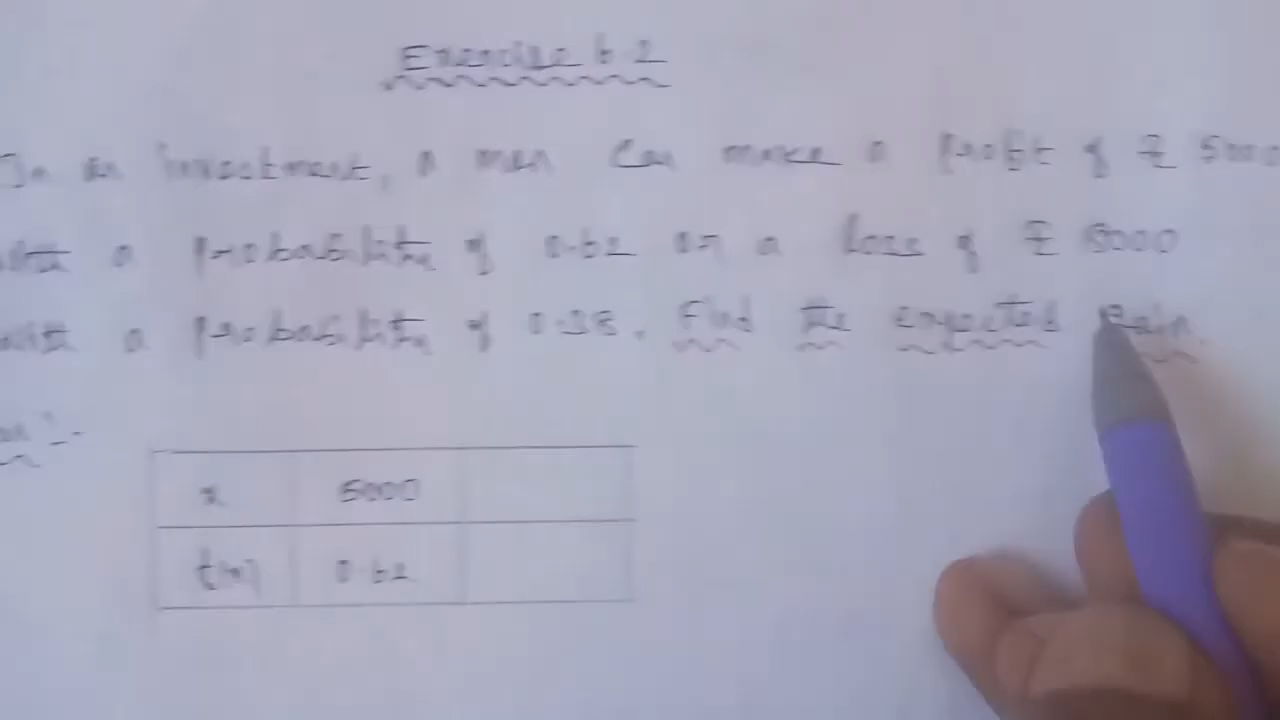 Exercise 6.2
In an investment, a man can make a profit of ₹ 5000
with a probability of 0.62 or a loss of ₹ 8000
with a probability of 0.38. Find the expected gain.
:-
x 5000
f(x) 0.62